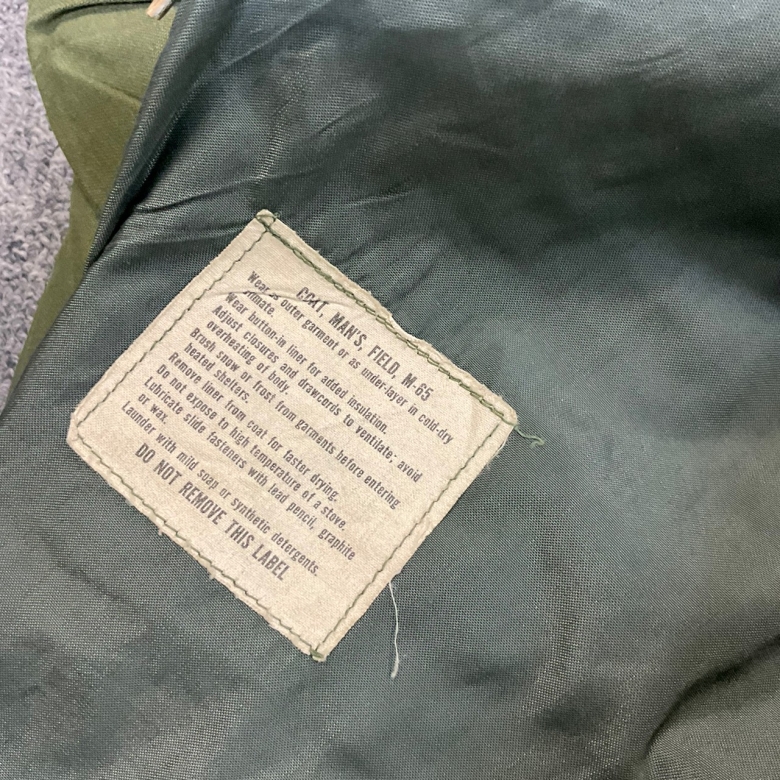 COAT, MAN'S, FIELD, M-65
Wear as outer garment or as under-layer in cold-dry
climate.
Wear button-in liner for added insulation.
Adjust closures and drawcords to ventilate; avoid
overheating of body.
Brush snow or frost from garments before entering
heated shelters.
Remove liner from coat for faster drying.
Do not expose to high temperature of a stove.
Lubricate slide fasteners with lead pencil, graphite
or wax.
Launder with mild soap or synthetic detergents.
DO NOT REMOVE THIS LABEL